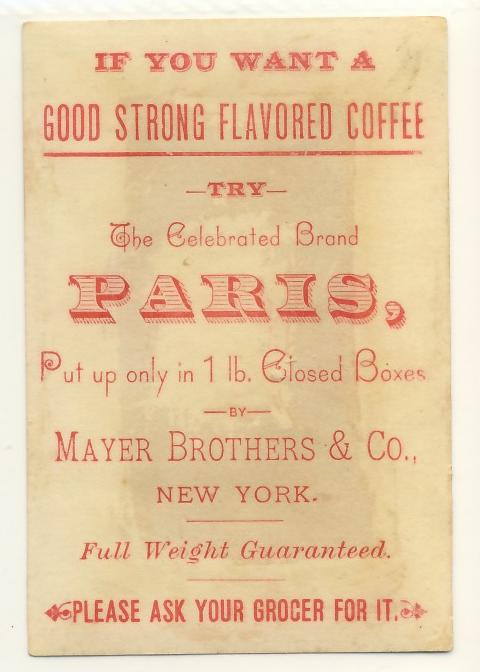 IF YOU WANT A
GOOD STRONG FLAVORED COFFEE
—TRY—
The Celebrated Brand
PARIS,
Put up only in 1 lb. Closed Boxes
—BY—
MAYER BROTHERS & CO.,
NEW YORK.
Full Weight Guaranteed.
PLEASE ASK YOUR GROCER FOR IT.